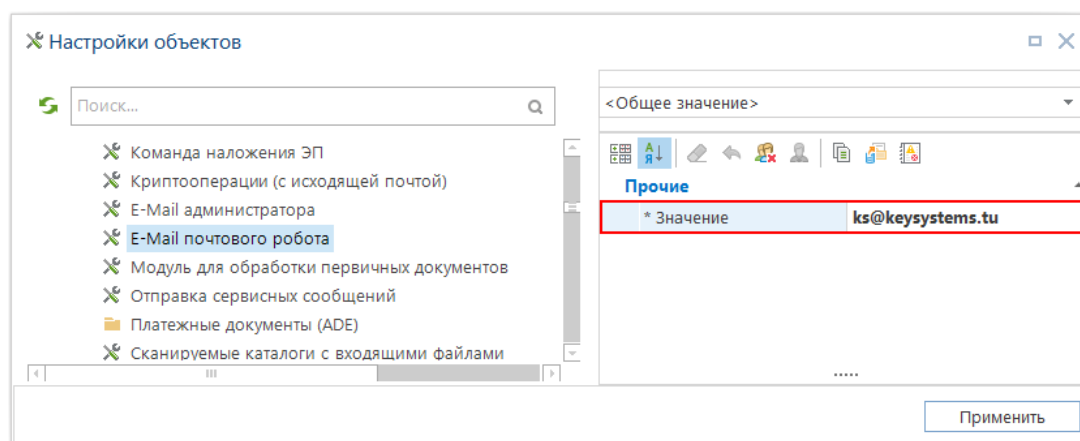 Настройки объектов
Поиск...
Команда наложения ЭП
Криптооперации (с исходящей почтой)
E-Mail администратора
E-Mail почтового робота
Модуль для обработки первичных документов
Отправка сервисных сообщений
Платежные документы (ADE)
Сканируемые каталоги с входящими файлами
<Общее значение>
А
Я
Прочие
* Значение ks@keysystems.tu
.....
Применить